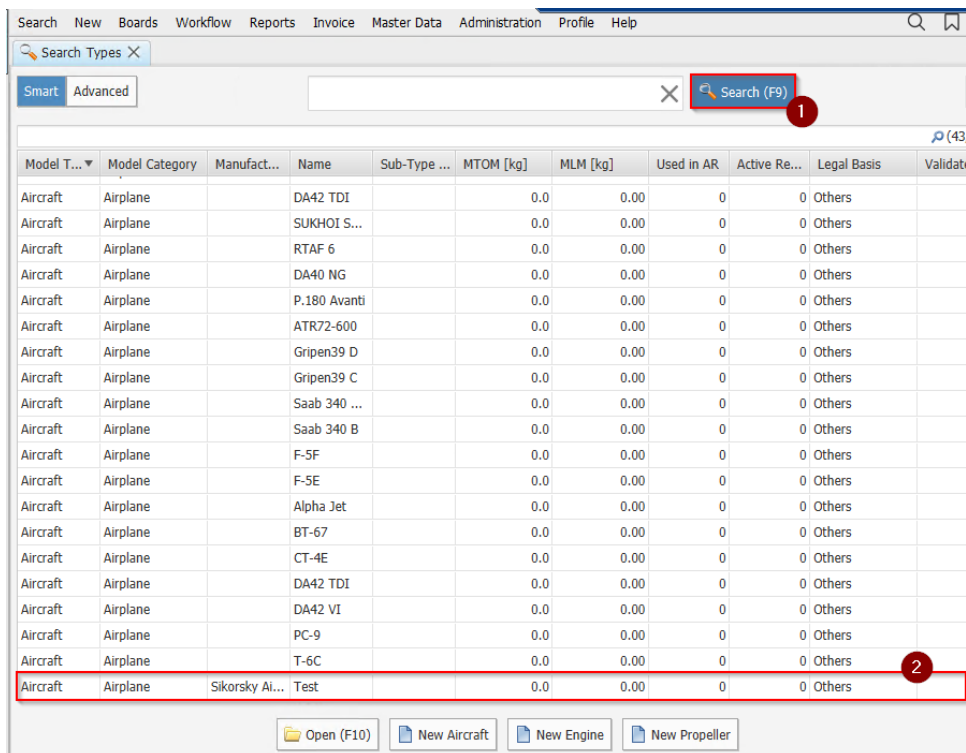 Search New Boards Workflow Reports Invoice Master Data Administration Profile Help
Search Types
Smart Advanced Search (F9)
1
(43
Model T... Model Category Manufact... Name Sub-Type ... MTOM [kg] MLM [kg] Used in AR Active Re... Legal Basis Validate
Aircraft Airplane DA42 TDI 0.0 0.00 0 0 Others
Aircraft Airplane SUKHOI S... 0.0 0.00 0 0 Others
Aircraft Airplane RTAF 6 0.0 0.00 0 0 Others
Aircraft Airplane DA40 NG 0.0 0.00 0 0 Others
Aircraft Airplane P.180 Avanti 0.0 0.00 0 0 Others
Aircraft Airplane ATR72-600 0.0 0.00 0 0 Others
Aircraft Airplane Gripen39 D 0.0 0.00 0 0 Others
Aircraft Airplane Gripen39 C 0.0 0.00 0 0 Others
Aircraft Airplane Saab 340 ... 0.0 0.00 0 0 Others
Aircraft Airplane Saab 340 B 0.0 0.00 0 0 Others
Aircraft Airplane F-5F 0.0 0.00 0 0 Others
Aircraft Airplane F-5E 0.0 0.00 0 0 Others
Aircraft Airplane Alpha Jet 0.0 0.00 0 0 Others
Aircraft Airplane BT-67 0.0 0.00 0 0 Others
Aircraft Airplane CT-4E 0.0 0.00 0 0 Others
Aircraft Airplane DA42 TDI 0.0 0.00 0 0 Others
Aircraft Airplane DA42 VI 0.0 0.00 0 0 Others
Aircraft Airplane PC-9 0.0 0.00 0 0 Others
Aircraft Airplane T-6C 0.0 0.00 0 0 Others
2
Aircraft Airplane Sikorsky Ai... Test 0.0 0.00 0 0 Others
Open (F10) New Aircraft New Engine New Propeller